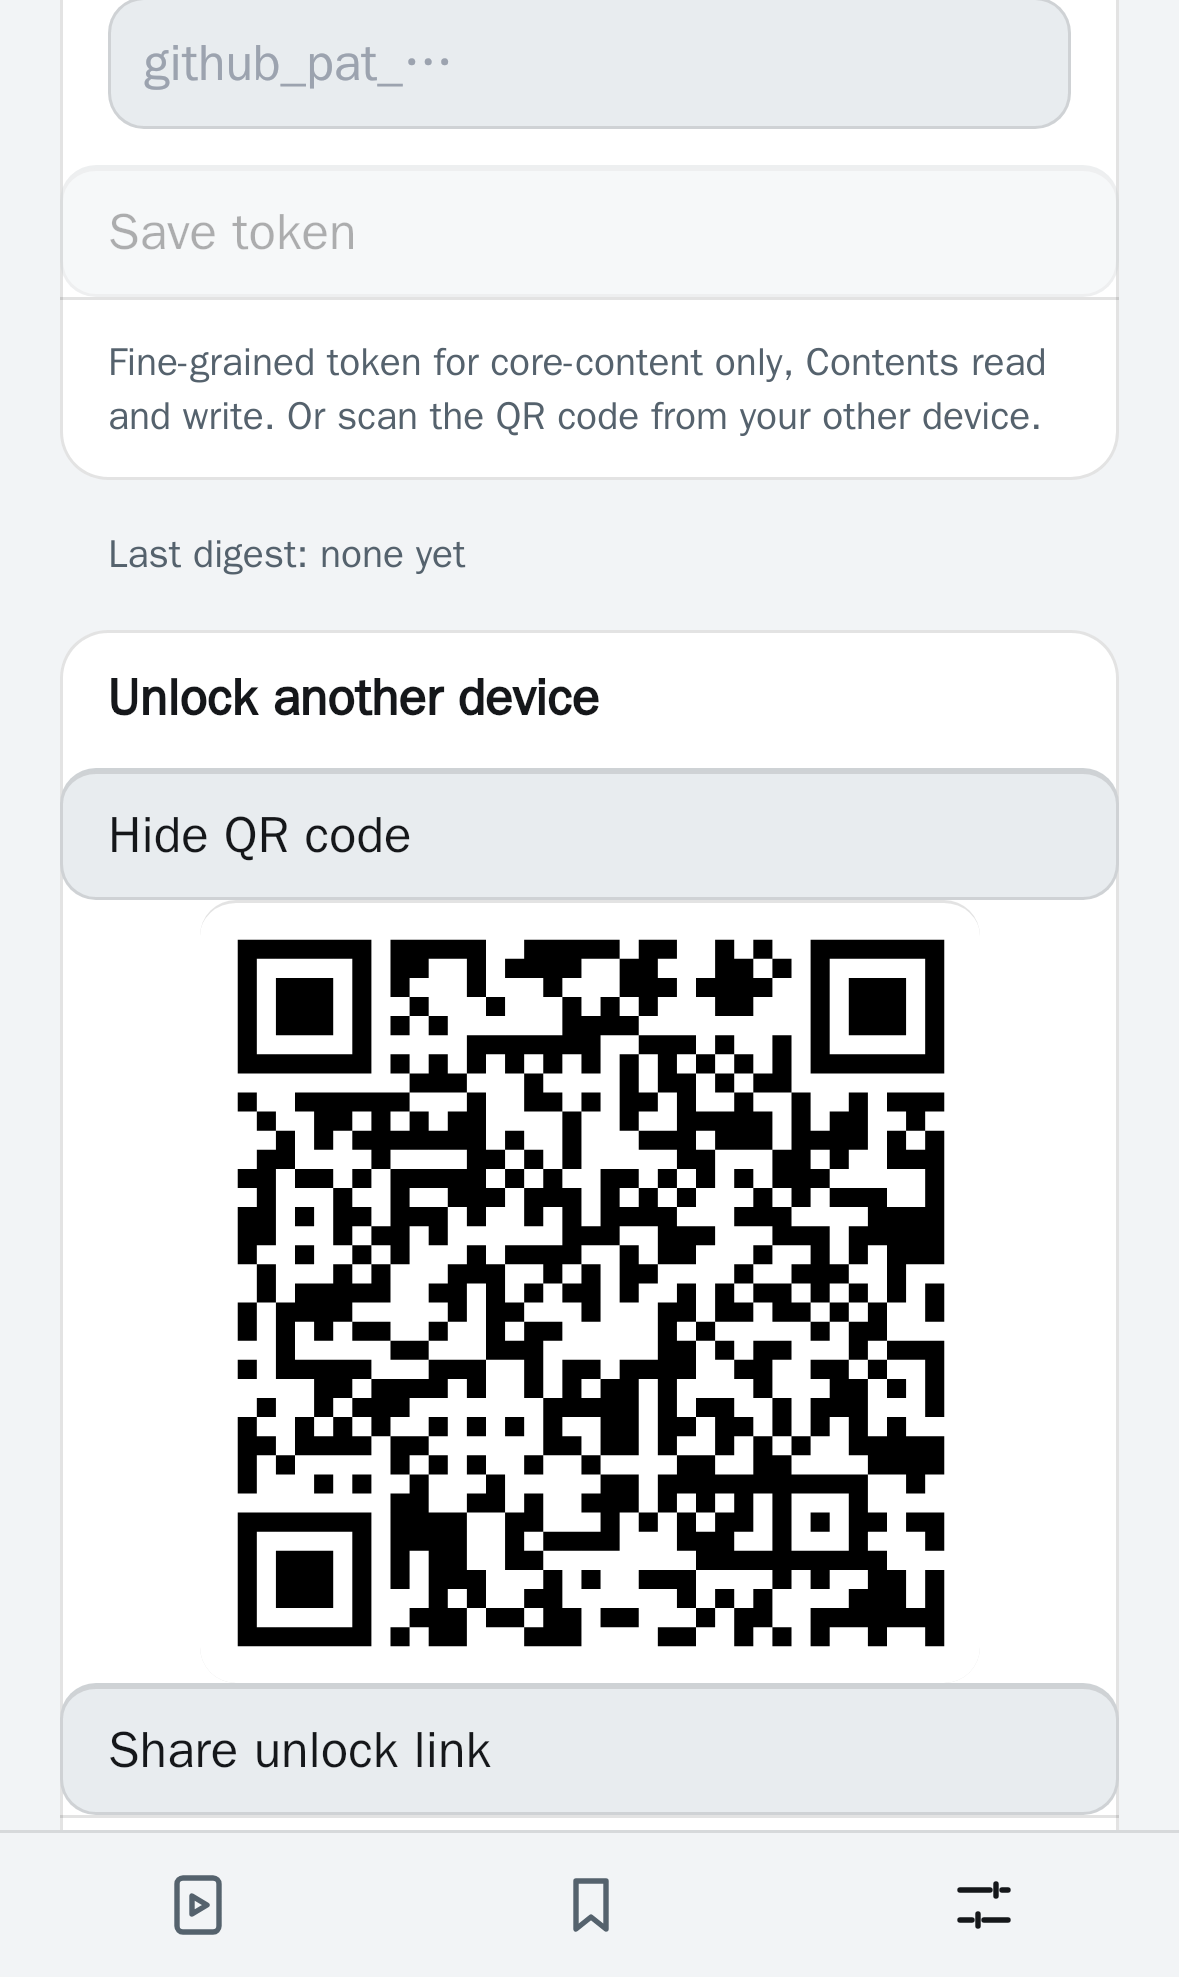 github_pat_…
Save token
Fine-grained token for core-content only, Contents read
and write. Or scan the QR code from your other device.
Last digest: none yet
Unlock another device
Hide QR code
Share unlock link